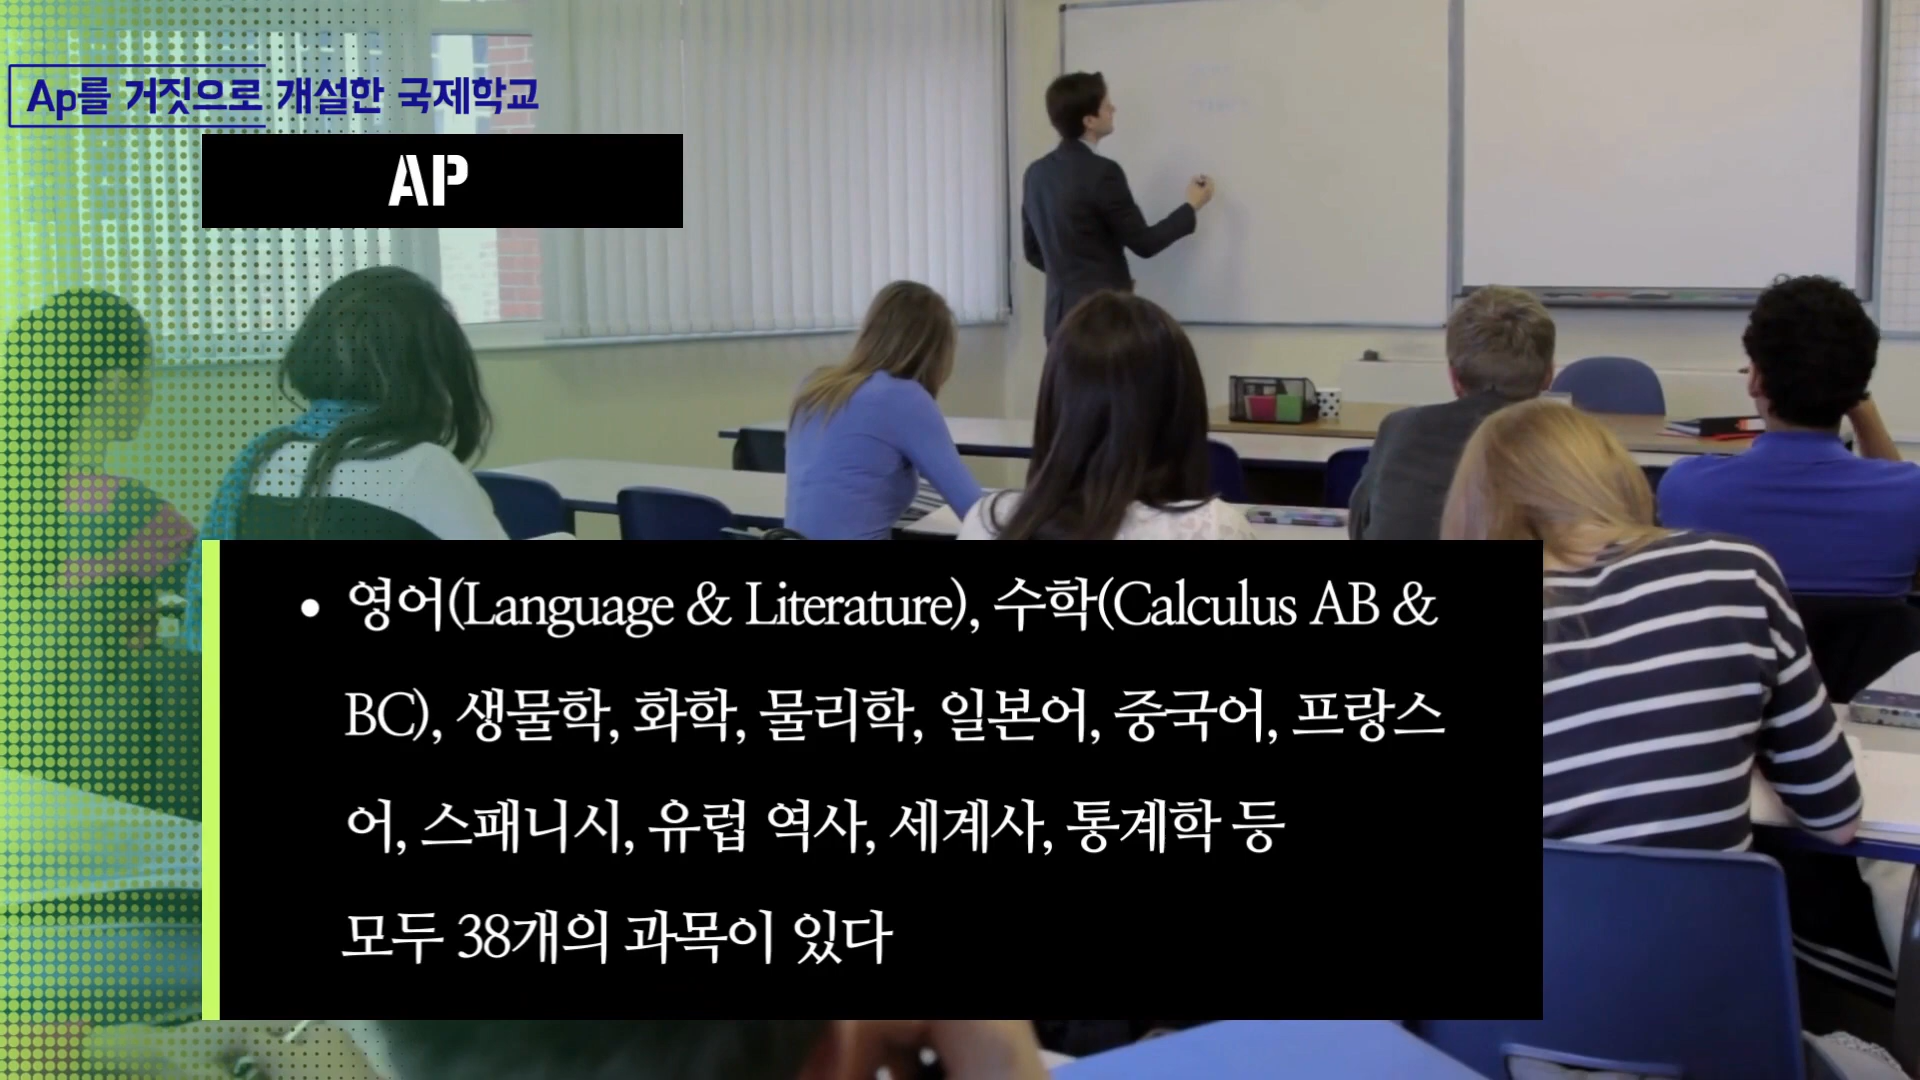 Ap를 거짓으로 개설한 국제학교
AP
• 영어(Language & Literature), 수학(Calculus AB &
BC), 생물학, 화학, 물리학, 일본어, 중국어, 프랑스
어, 스패니시, 유럽 역사, 세계사, 통계학 등
모두 38개의 과목이 있다